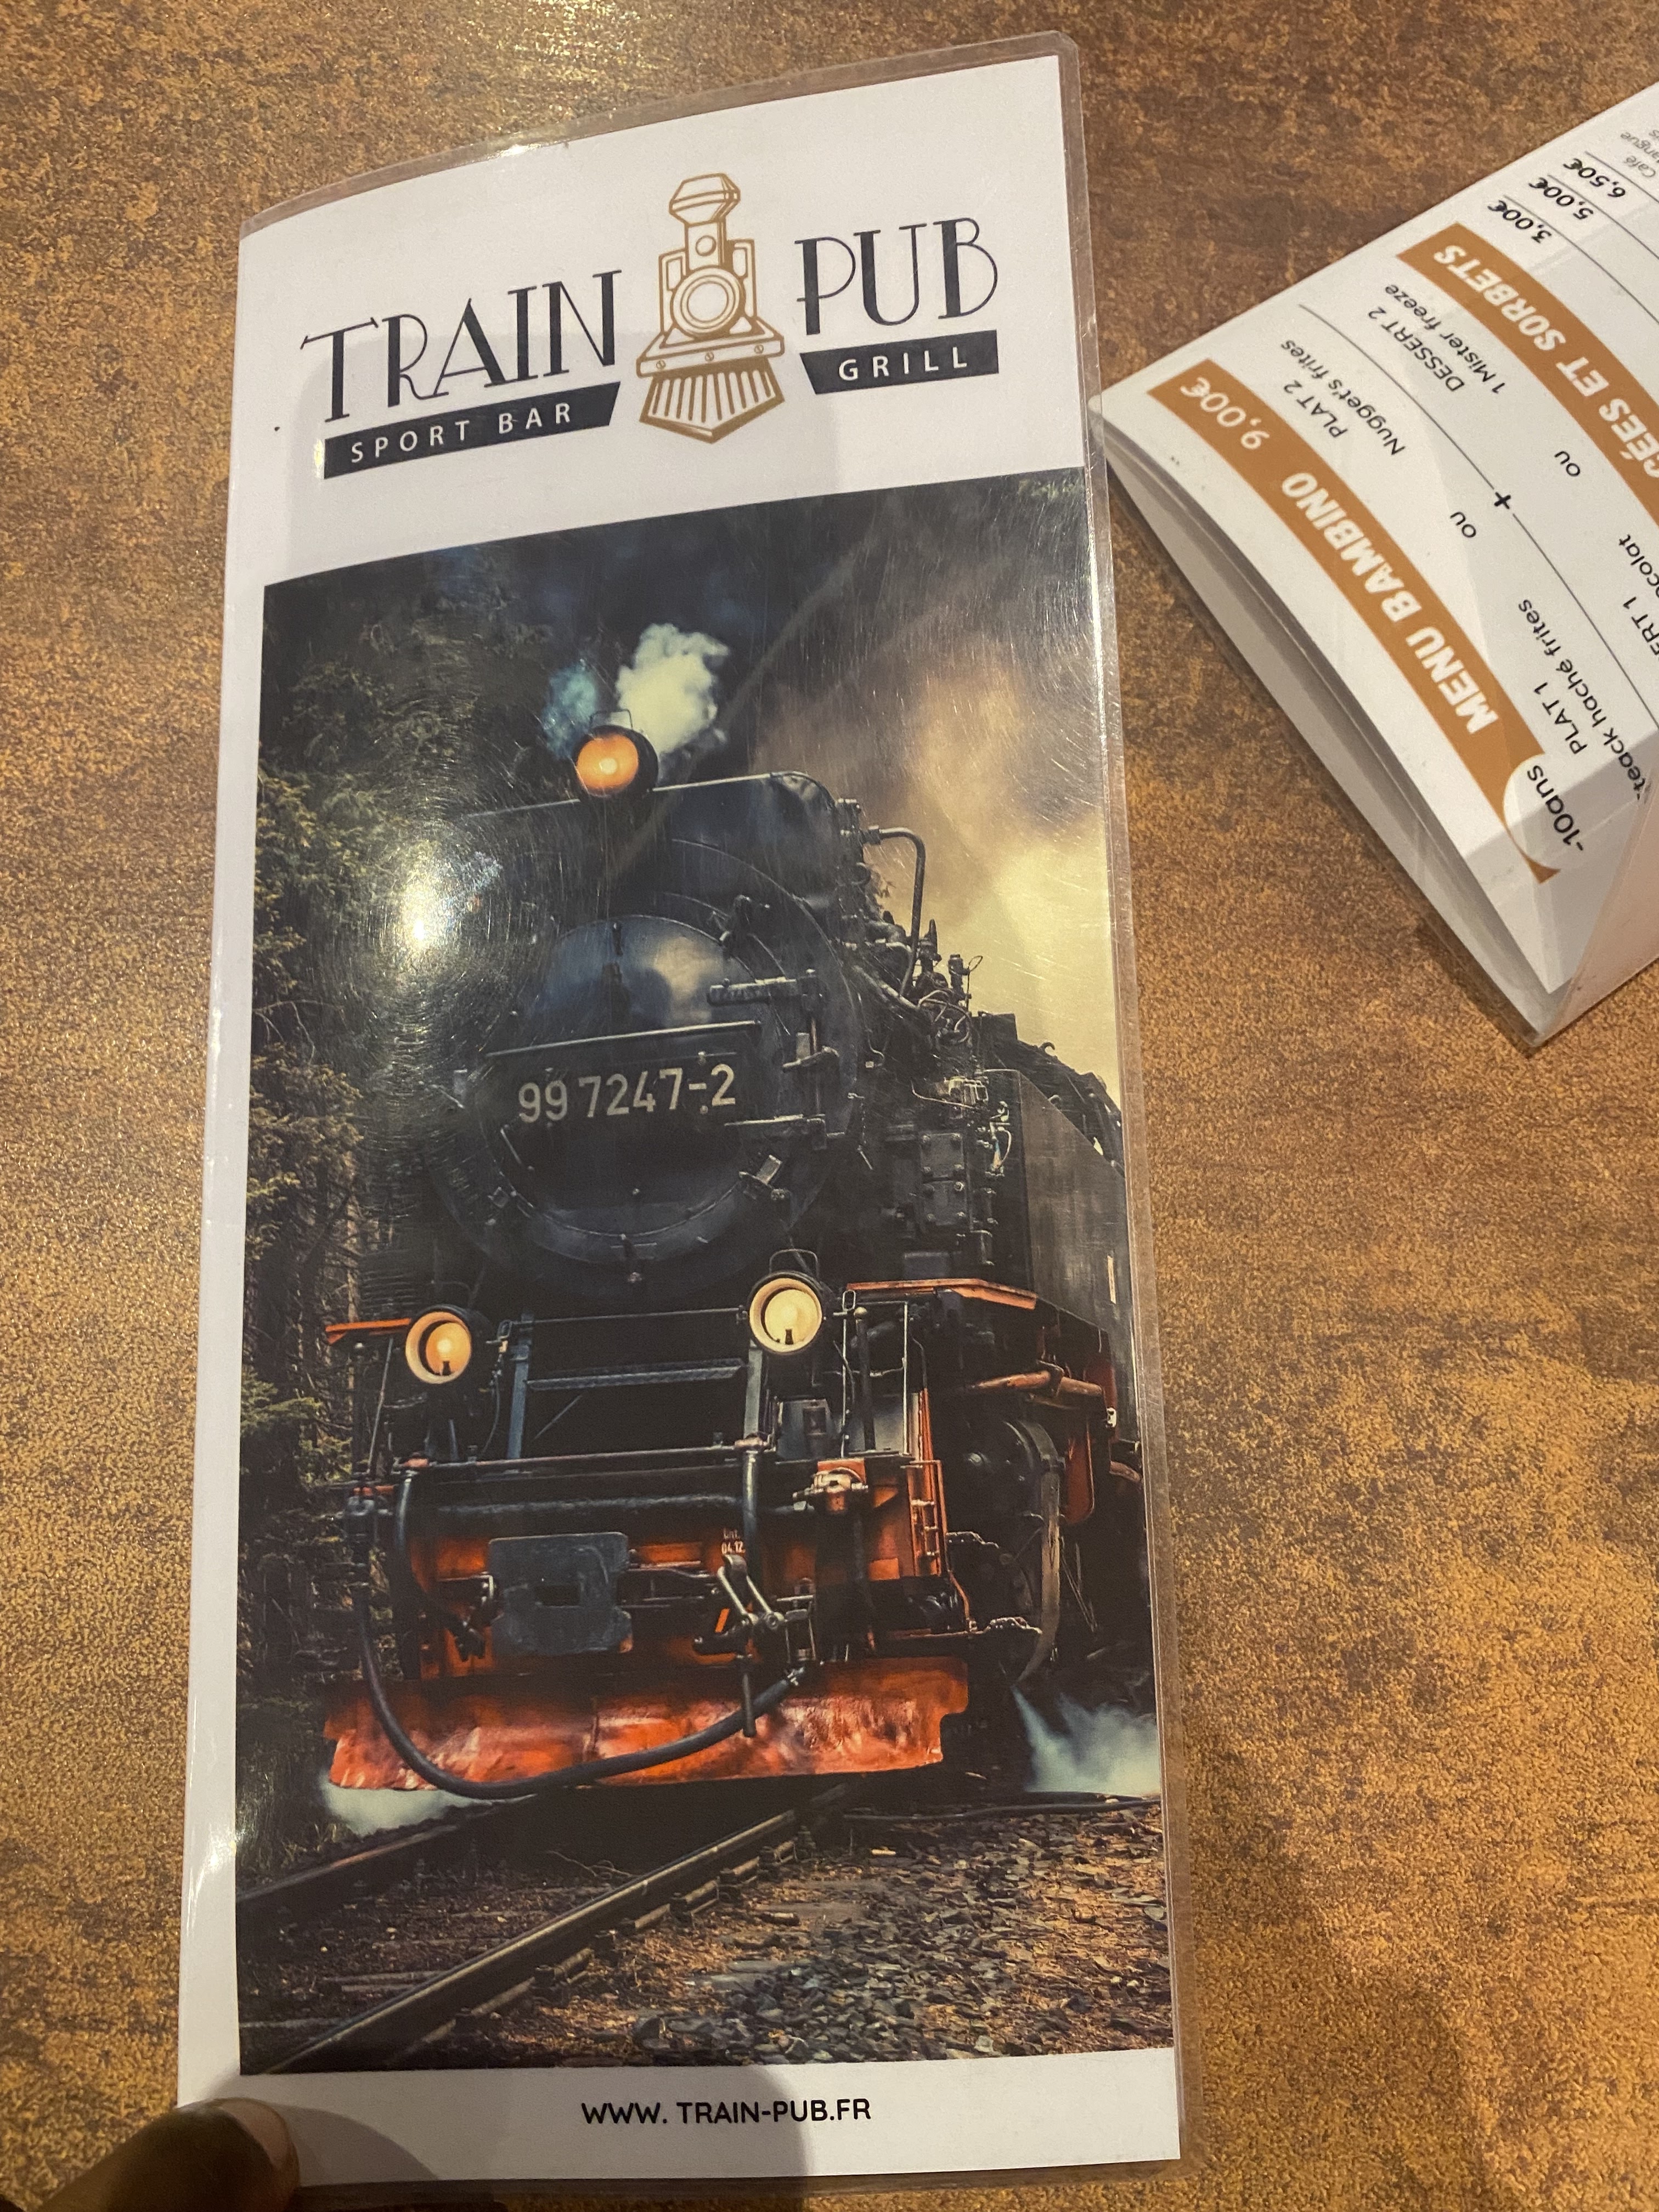 TRAIN PUB
SPORT BAR
GRILL
99 7247-2
WWW. TRAIN-PUB.FR
MENU BAMBINO 9,00€
-10ans
PLAT 1
haché frites
ou
PLAT 2
Nugget's frites
+
ou
DESSERT 2
1 Mister freeze
ET SORBETS
3,00€
5,00€
6,50€
Café